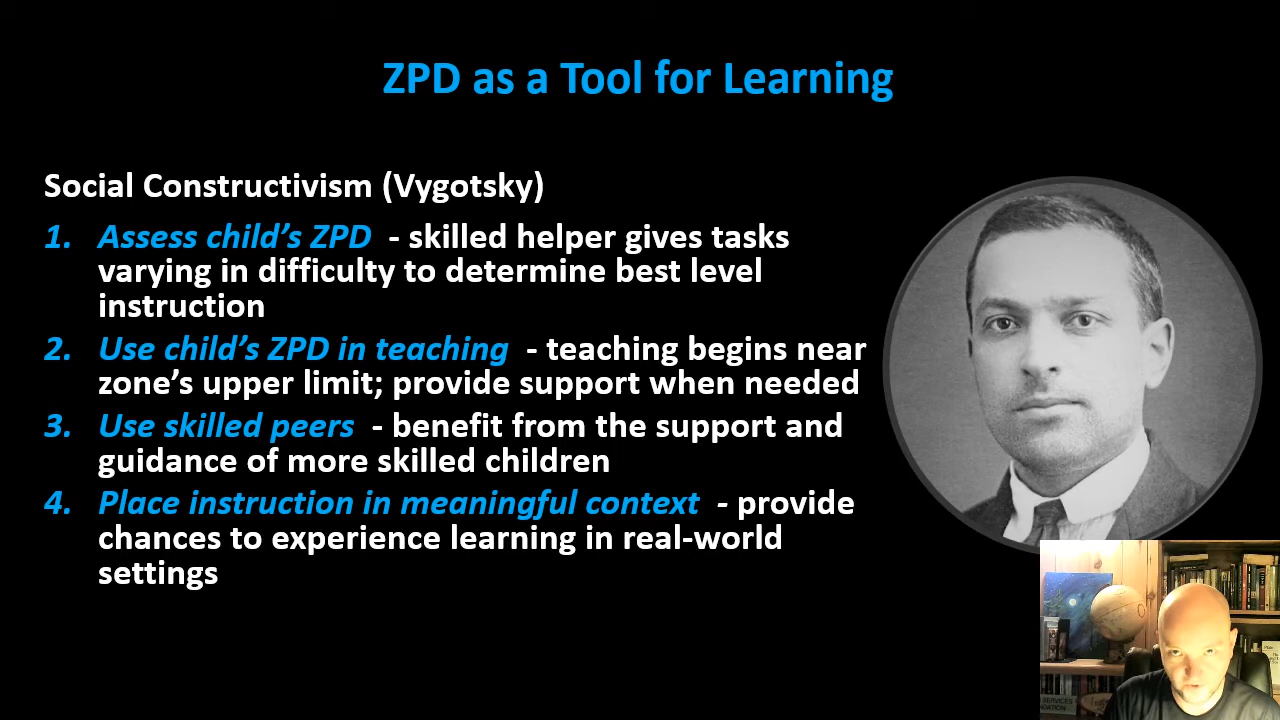 ZPD as a Tool for Learning
Social Constructivism (Vygotsky)
1. Assess child's ZPD - skilled helper gives tasks
varying in difficulty to determine best level
instruction
2. Use child's ZPD in teaching - teaching begins near
zone's upper limit; provide support when needed
3. Use skilled peers - benefit from the support and
guidance of more skilled children
4. Place instruction in meaningful context - provide
chances to experience learning in real-world
settings